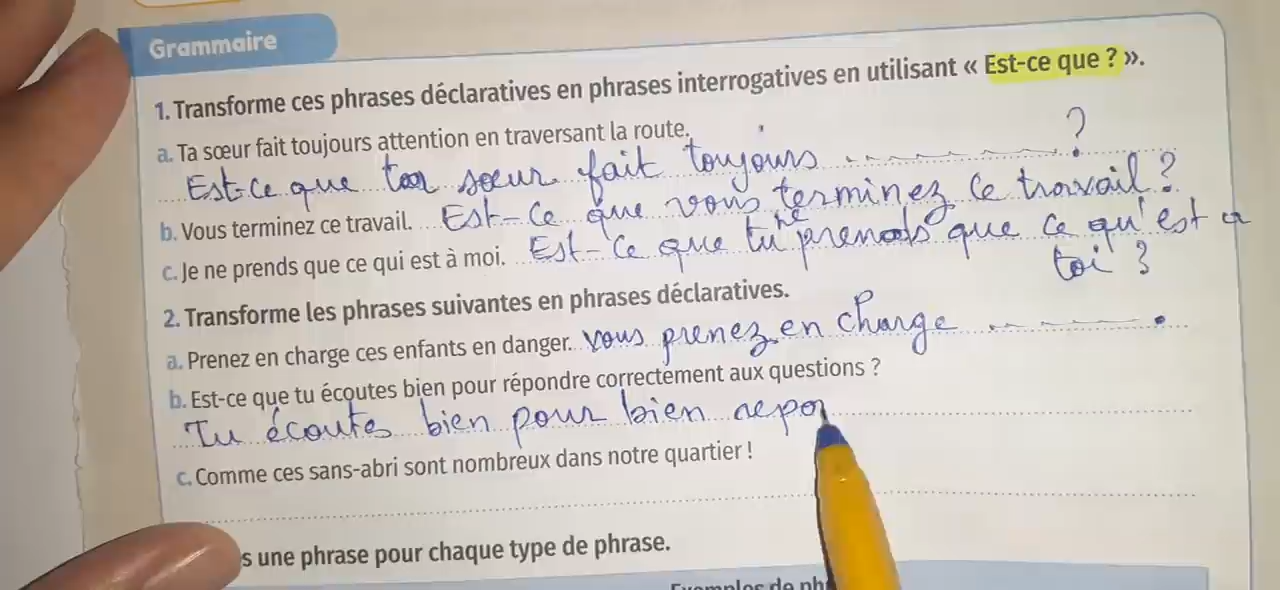 Grammaire
1. Transforme ces phrases déclaratives en phrases interrogatives en utilisant « Est-ce que ? ».
a. Ta sœur fait toujours attention en traversant la route.
Est-ce que ta sœur fait toujours ............ ?
b. Vous terminez ce travail. Est-ce que vous terminez ce travail ?
c. Je ne prends que ce qui est à moi. Est-ce que tu ne prends que ce qu'est a
toi ?
2. Transforme les phrases suivantes en phrases déclaratives.
a. Prenez en charge ces enfants en danger. vous prenez en charge ............ .
b. Est-ce que tu écoutes bien pour répondre correctement aux questions ?
Tu écoutes bien pour bien repo
c. Comme ces sans-abri sont nombreux dans notre quartier !
s une phrase pour chaque type de phrase.
Exemples de ph